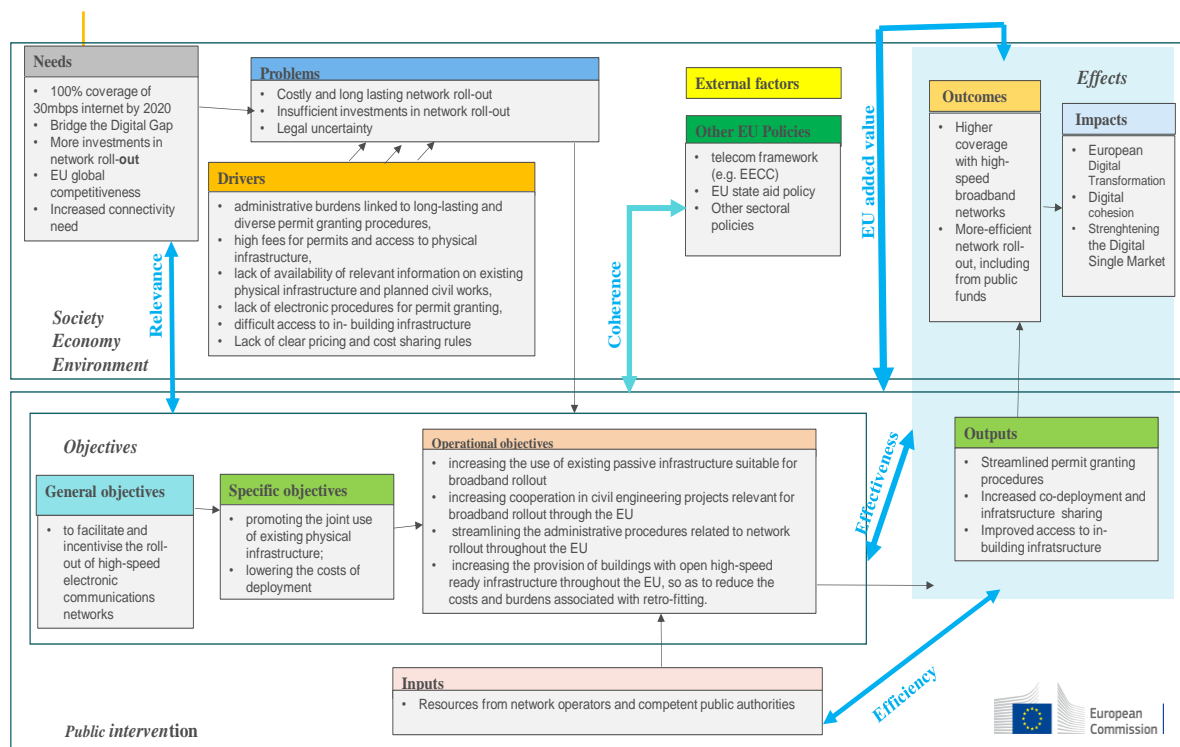 Needs
• 100% coverage of
30mbps internet by 2020
• Bridge the Digital Gap
• More investments in
network roll-out
• EU global
competitiveness
• Increased connectivity
need
Problems
• Costly and long lasting network roll-out
• Insufficient investments in network roll-out
• Legal uncertainty
Drivers
• administrative burdens linked to long-lasting and
diverse permit granting procedures,
• high fees for permits and access to physical
infrastructure,
• lack of availability of relevant information on existing
physical infrastructure and planned civil works,
• lack of electronic procedures for permit granting,
• difficult access to in- building infrastructure
• Lack of clear pricing and cost sharing rules
External factors
Other EU Policies
• telecom framework
(e.g. EECC)
• EU state aid policy
• Other sectoral
policies
EU added value
Effects
Outcomes
• Higher
coverage
with high-
speed
broadband
networks
• More-efficient
network roll-
out, including
from public
funds
Impacts
• European
Digital
Transformation
• Digital
cohesion
• Strenghtening
the Digital
Single Market
Relevance
Coherence
Society
Economy
Environment
Objectives
General objectives
• to facilitate and
incentivise the roll-
out of high-speed
electronic
communications
networks
Specific objectives
• promoting the joint use
of existing physical
infrastructure;
• lowering the costs of
deployment
Operational objectives
• increasing the use of existing passive infrastructure suitable for
broadband rollout
• increasing cooperation in civil engineering projects relevant for
broadband rollout through the EU
• streamlining the administrative procedures related to network
rollout throughout the EU
• increasing the provision of buildings with open high-speed
ready infrastructure throughout the EU, so as to reduce the
costs and burdens associated with retro-fitting.
Effectiveness
Outputs
• Streamlined permit granting
procedures
• Increased co-deployment and
infratsructure sharing
• Improved access to in-
building infratsructure
Inputs
• Resources from network operators and competent public authorities
Efficiency
Public intervention
European
Commission